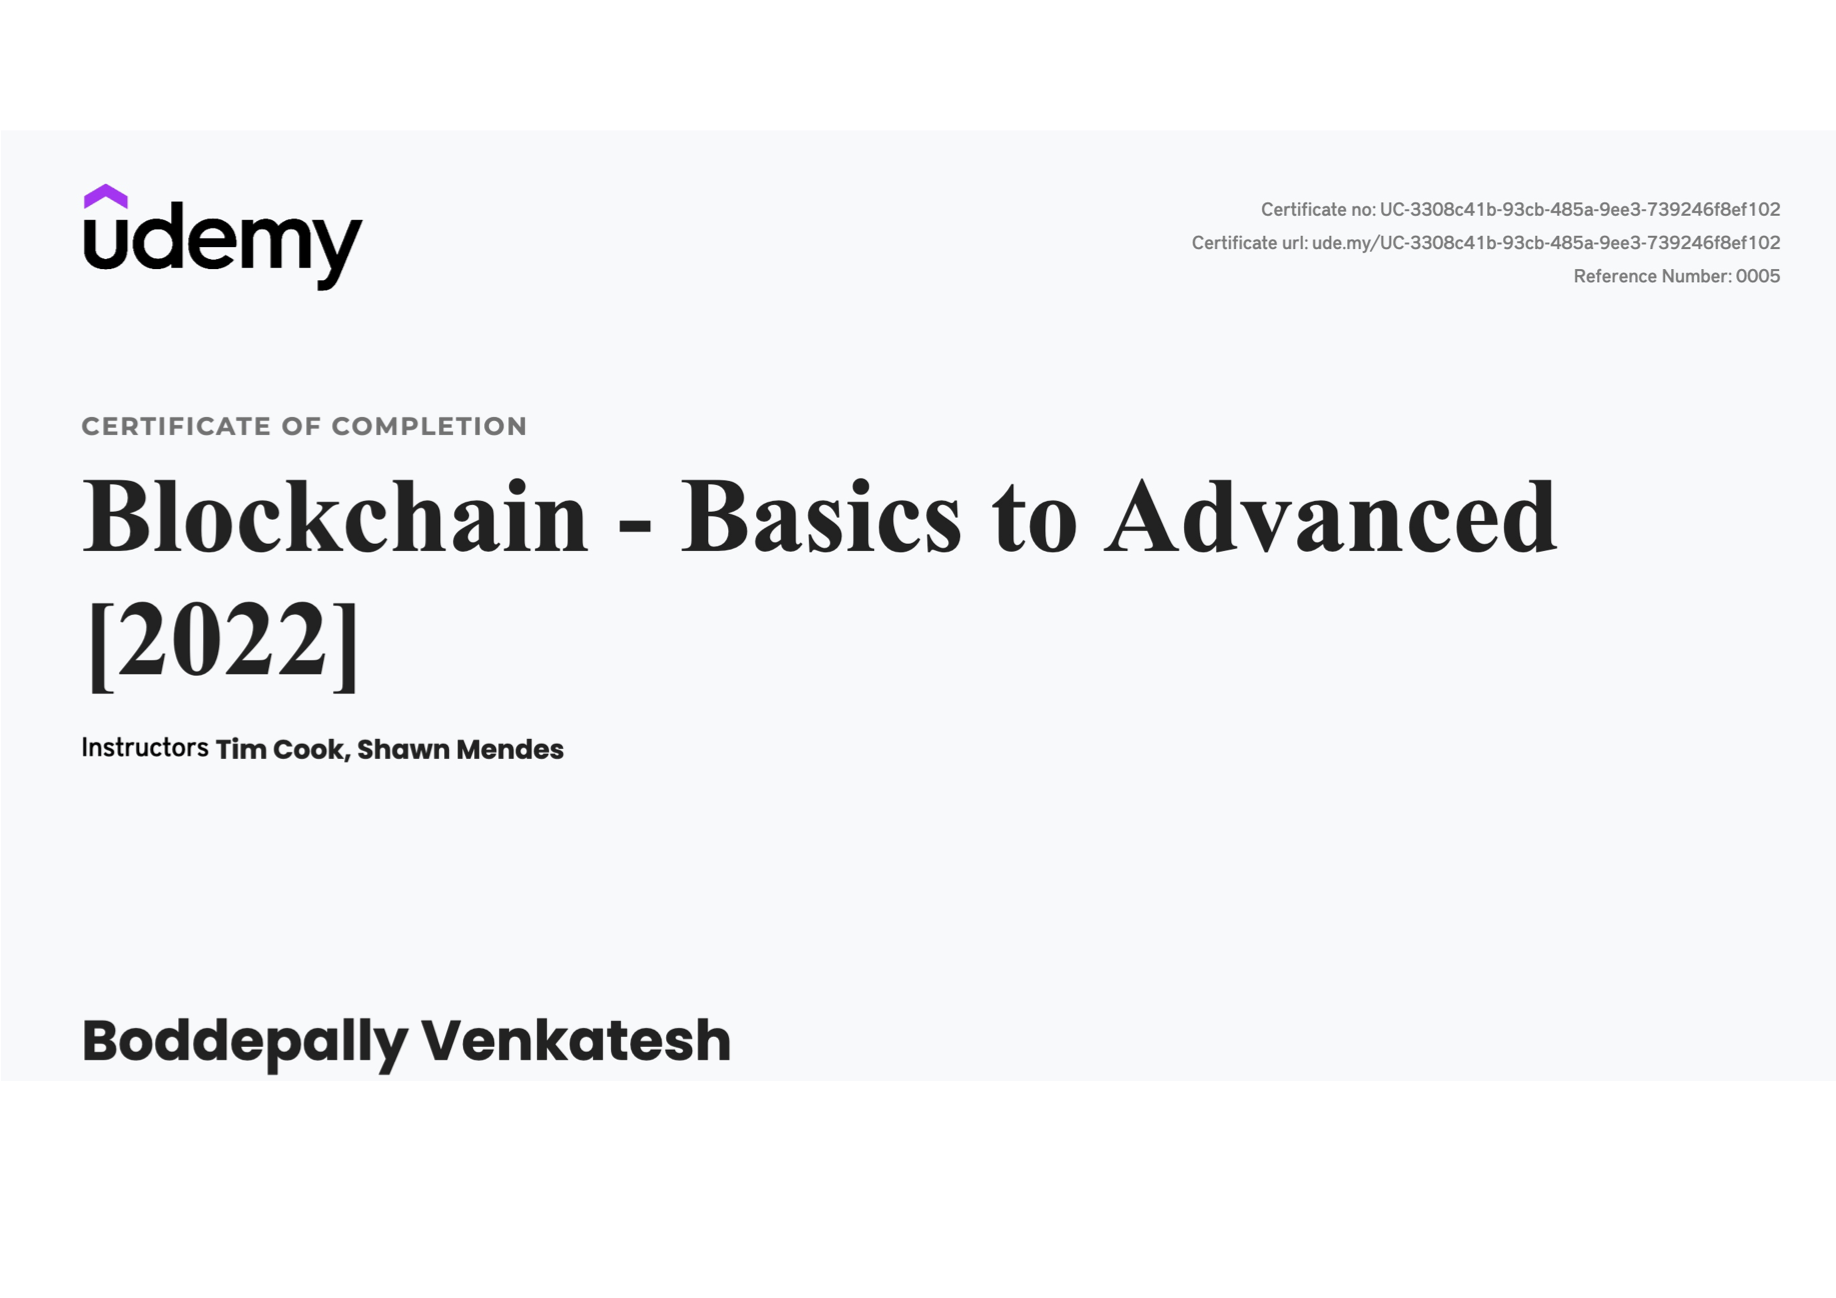 udemy
Certificate no: UC-3308c41b-93cb-485a-9ee3-739246f8ef102
Certificate url: ude.my/UC-3308c41b-93cb-485a-9ee3-739246f8ef102
Reference Number: 0005
CERTIFICATE OF COMPLETION
Blockchain - Basics to Advanced
[2022]
Instructors Tim Cook, Shawn Mendes
Boddepally Venkatesh